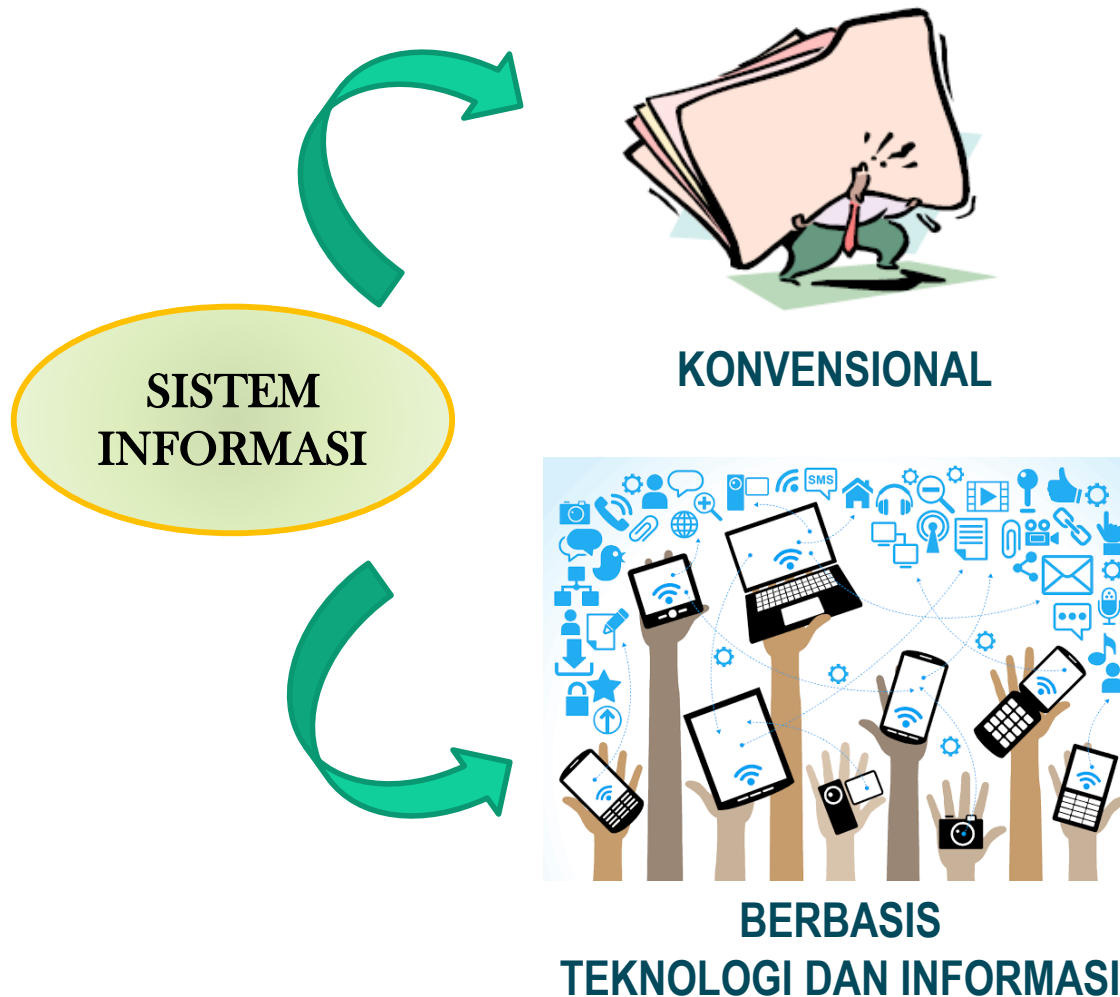 SISTEM
INFORMASI
KONVENSIONAL
SMS
BERBASIS
TEKNOLOGI DAN INFORMASI